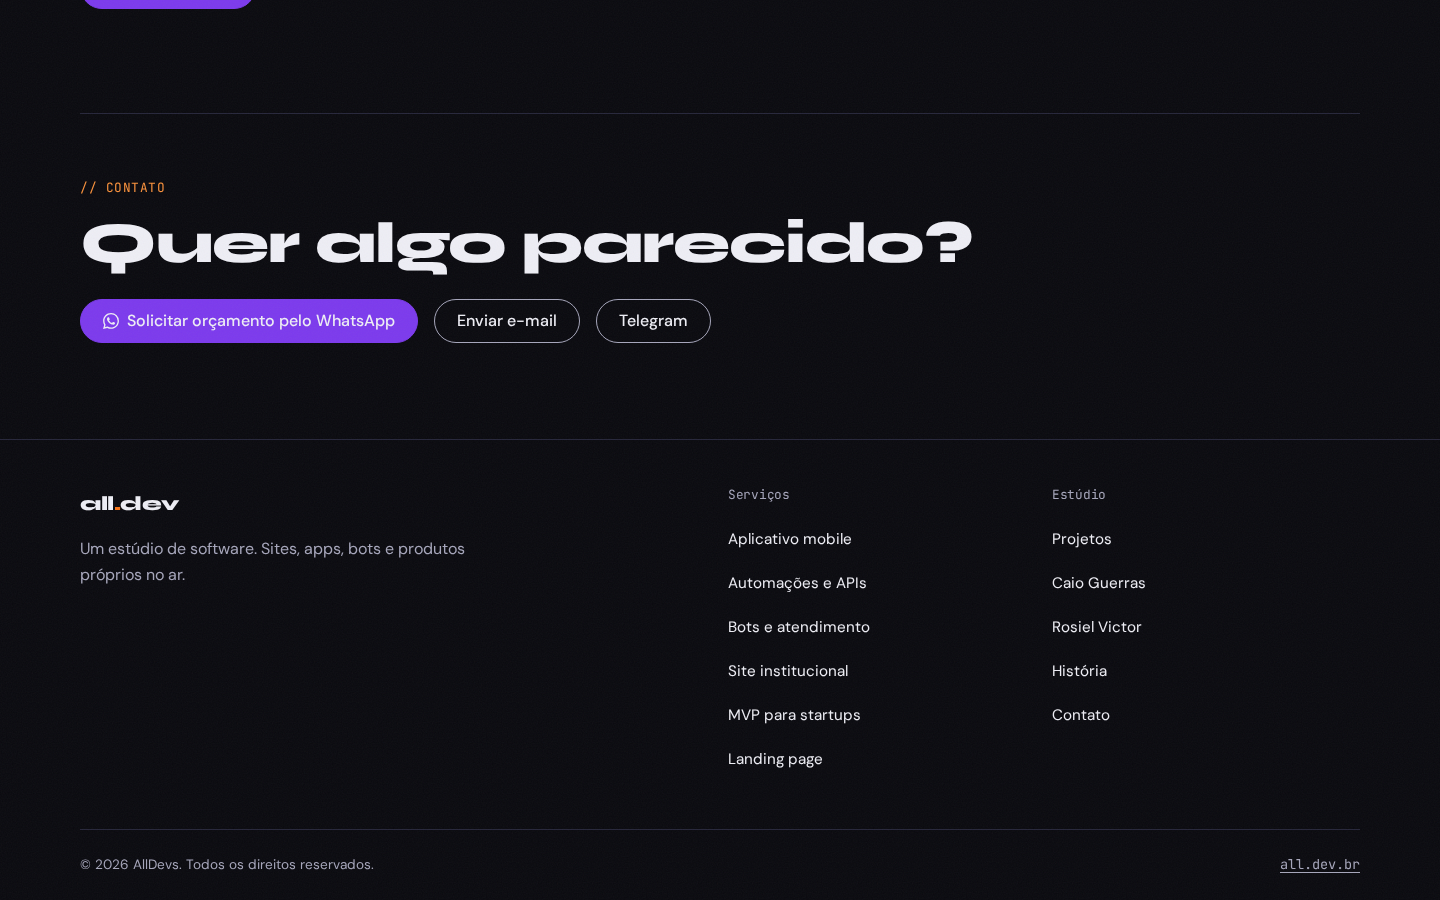 // CONTATO
Quer algo parecido?
Solicitar orçamento pelo WhatsApp
Enviar e-mail
Telegram
all.dev
Um estúdio de software. Sites, apps, bots e produtos
próprios no ar.
Serviços
Aplicativo mobile
Automações e APIs
Bots e atendimento
Site institucional
MVP para startups
Landing page
Estúdio
Projetos
Caio Guerras
Rosiel Victor
História
Contato
© 2026 AllDevs. Todos os direitos reservados.
all.dev.br